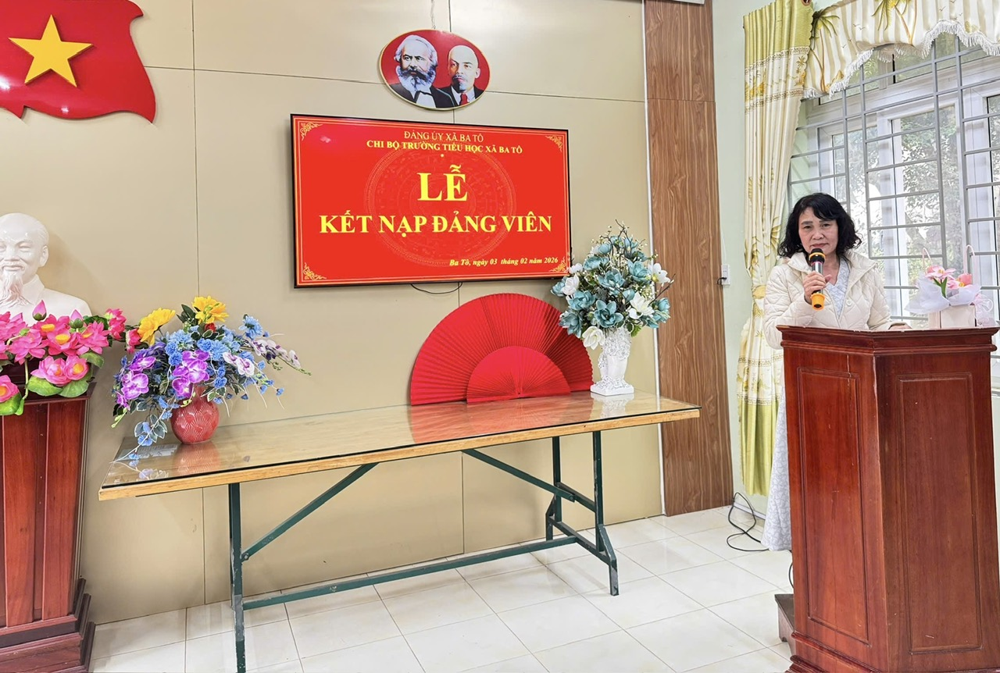 ĐẢNG ỦY XÃ BA TÔ
CHI BỘ TRƯỜNG TIỂU HỌC XÃ BA TÔ
LỄ
KẾT NẠP ĐẢNG VIÊN
Ba Tô, ngày 03 tháng 02 năm 2026